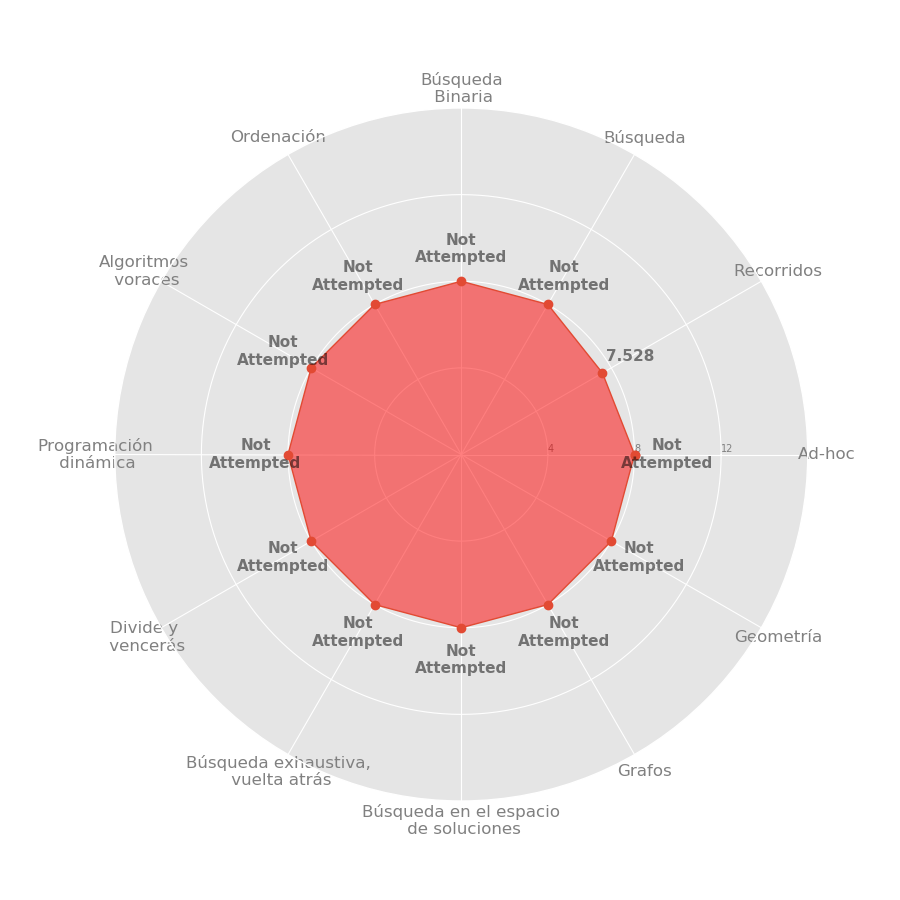 Búsqueda
Binaria
Ordenación
Búsqueda
Algoritmos
voraces
Recorridos
Not
Attempted
Not
Attempted
Not
Attempted
Not
Attempted
7.528
Programación
dinámica
Not
Attempted
4
8
12
Not
Attempted
Ad-hoc
Not
Attempted
Not
Attempted
Divide y
vencerás
Geometría
Not
Attempted
Not
Attempted
Not
Attempted
Búsqueda exhaustiva,
vuelta atrás
Grafos
Búsqueda en el espacio
de soluciones